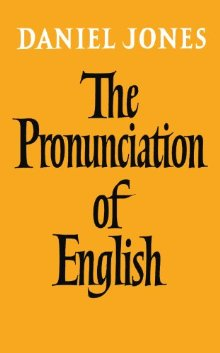 DANIEL JONES
The
Pronunciation
of
English